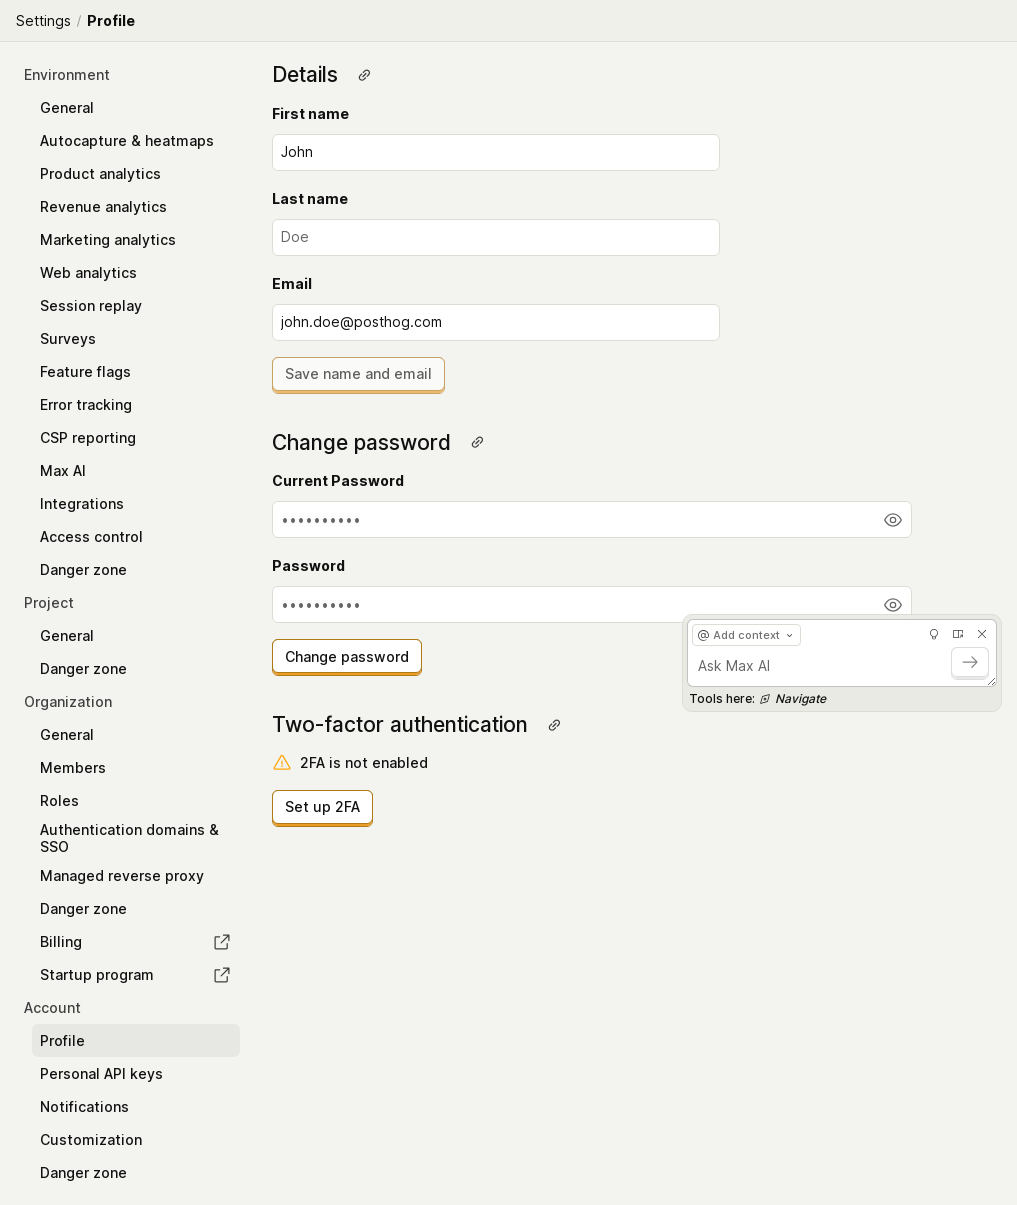 Settings / Profile
Environment
General
Autocapture & heatmaps
Product analytics
Revenue analytics
Marketing analytics
Web analytics
Session replay
Surveys
Feature flags
Error tracking
CSP reporting
Max AI
Integrations
Access control
Danger zone
Project
General
Danger zone
Organization
General
Members
Roles
Authentication domains &
SSO
Managed reverse proxy
Danger zone
Billing
Startup program
Account
Profile
Personal API keys
Notifications
Customization
Danger zone
Details
First name
John
Last name
Doe
Email
john.doe@posthog.com
Save name and email
Change password
Current Password
••••••••••
Password
••••••••••
Change password
Two-factor authentication
2FA is not enabled
Set up 2FA
@ Add context
Ask Max AI
Tools here: Navigate